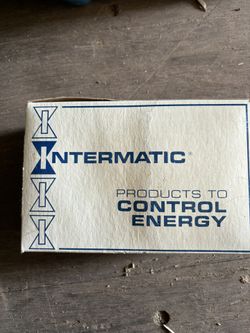 INTERMATIC®
PRODUCTS TO
CONTROL
ENERGY